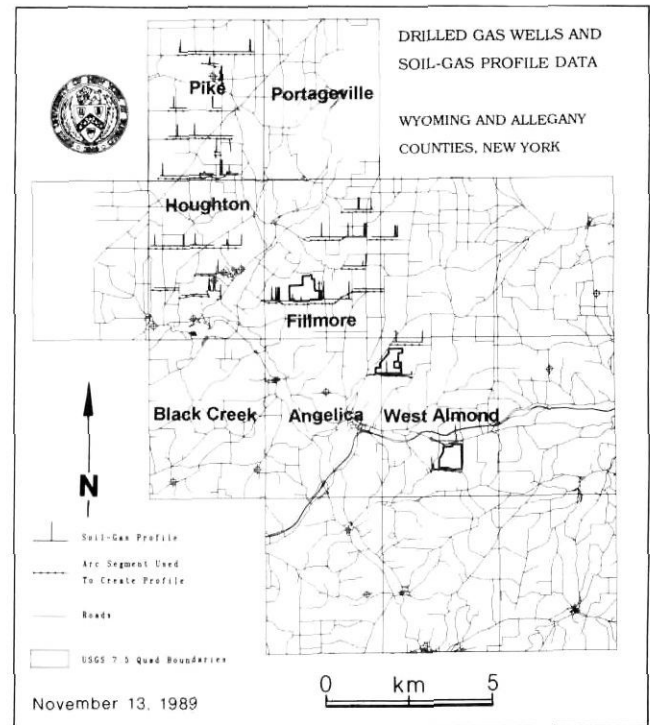 DRILLED GAS WELLS AND
SOIL-GAS PROFILE DATA
WYOMING AND ALLEGANY
COUNTIES, NEW YORK
Pike
Portageville
Houghton
Fillmore
Black Creek
Angelica
West Almond
N
Soil-Gas Profile
Arc Segment Used
To Create Profile
Roads
USGS 7.5 Quad Boundaries
0 km 5
November 13, 1989